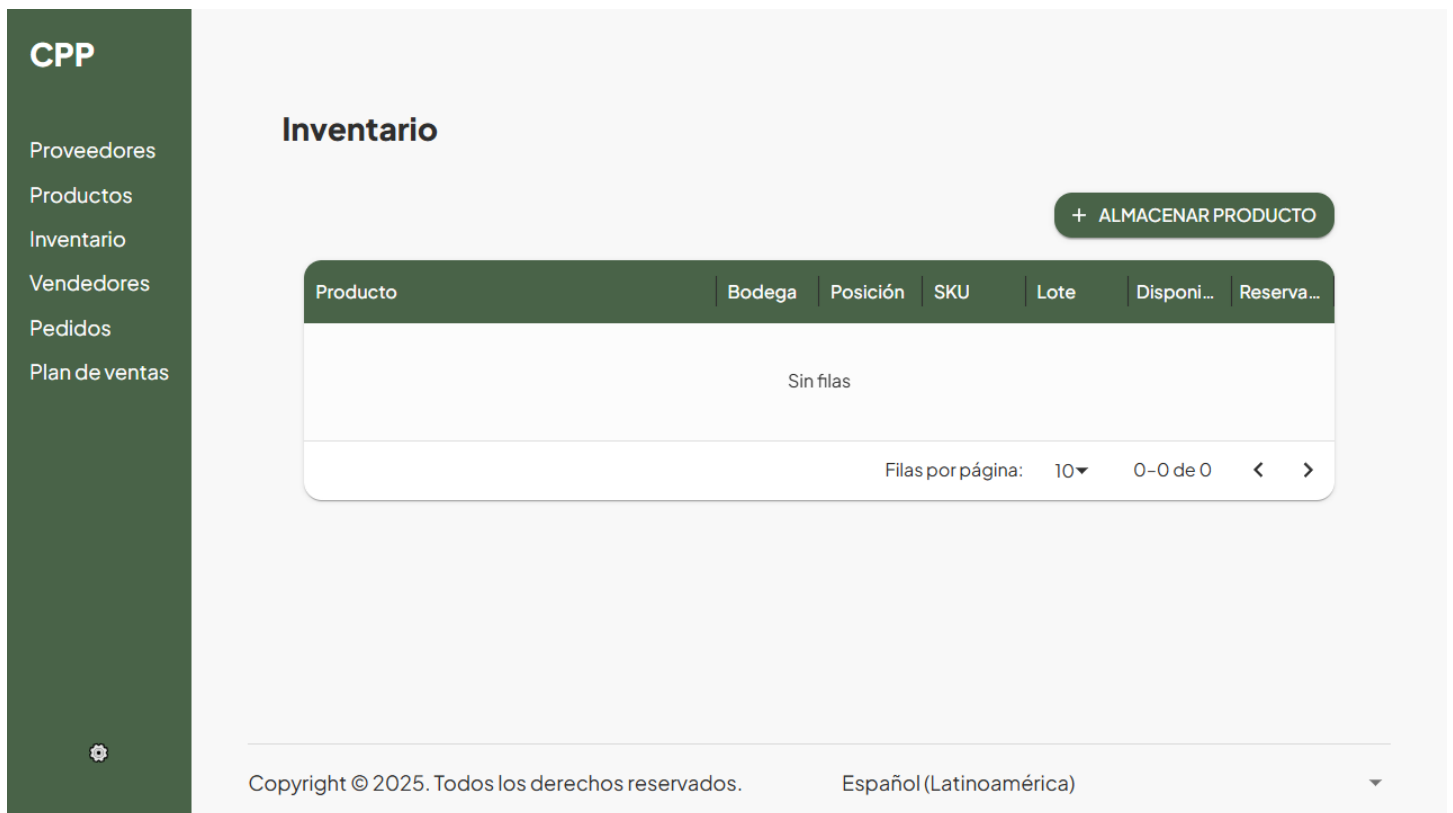 CPP
Proveedores
Productos
Inventario
Vendedores
Pedidos
Plan de ventas
Inventario
+ ALMACENAR PRODUCTO
Producto Bodega Posición SKU Lote Disponi... Reserva...
Sin filas
Filas por página: 10 0–0 de 0
Copyright © 2025. Todos los derechos reservados. Español (Latinoamérica)